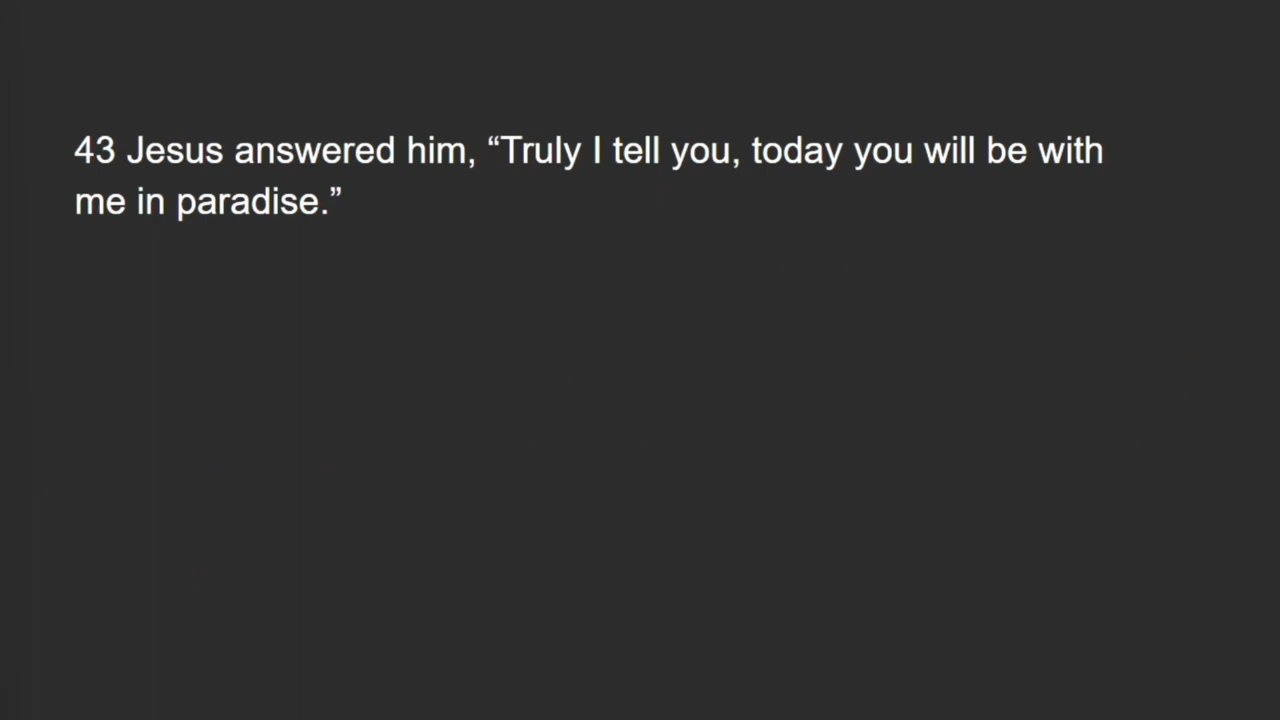 43 Jesus answered him, “Truly I tell you, today you will be with
me in paradise.”